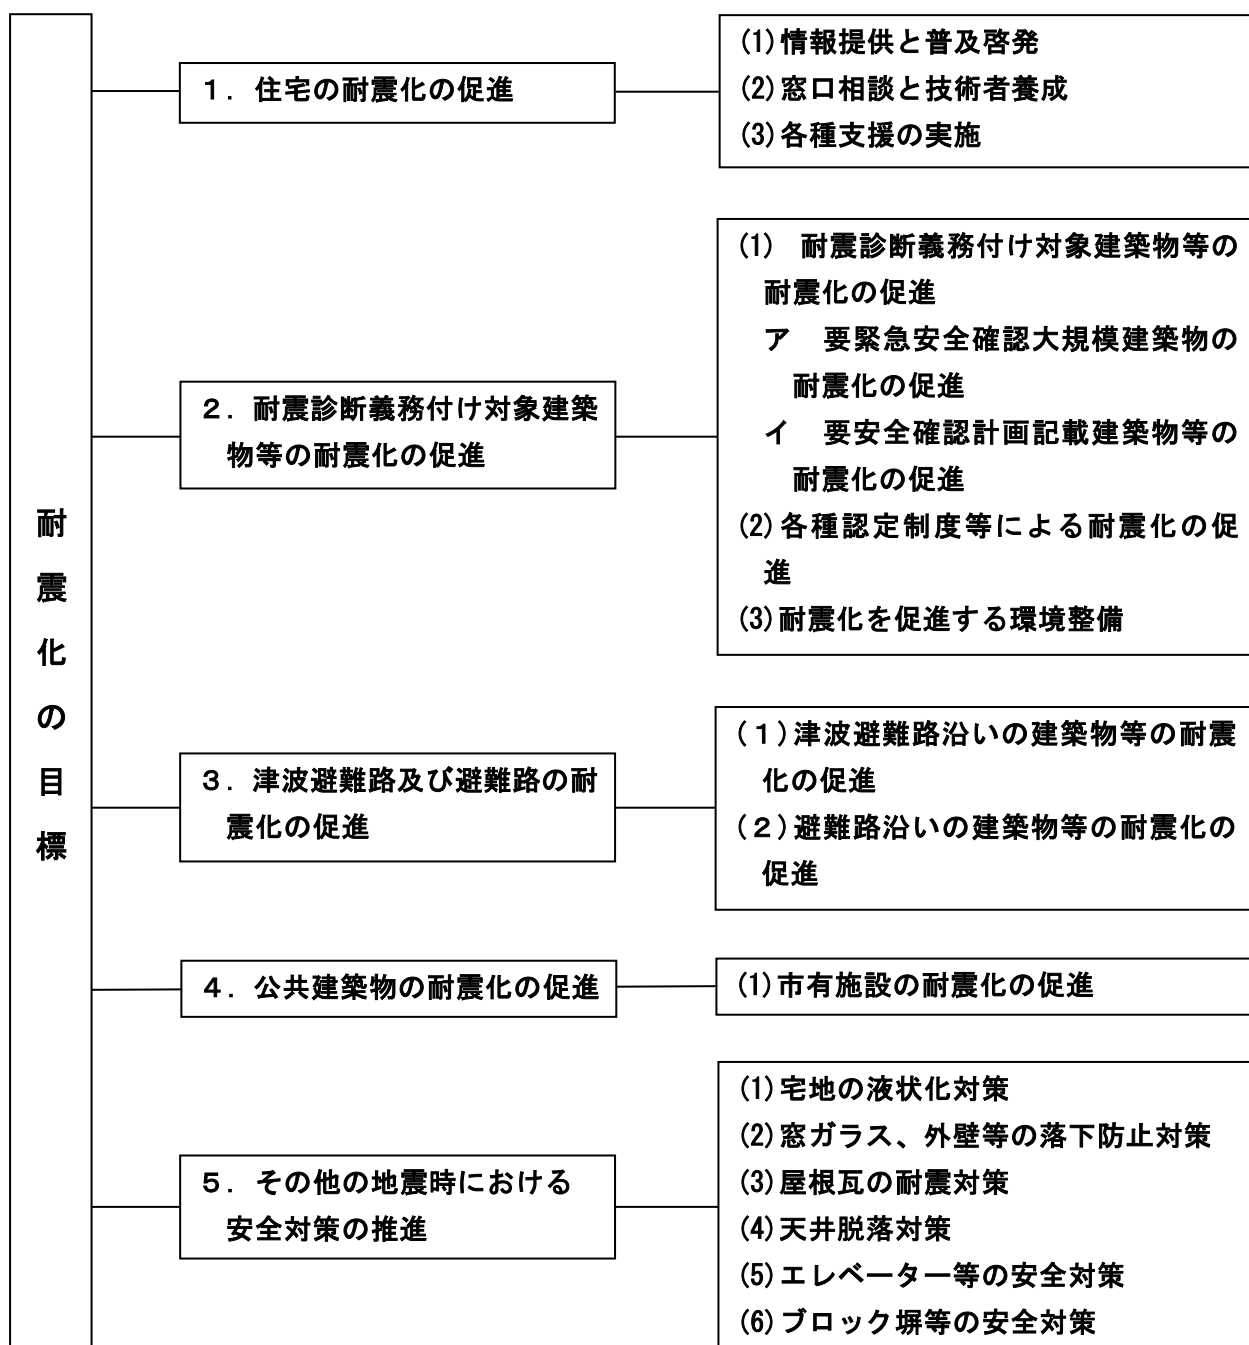 耐震化の目標
１．住宅の耐震化の促進
(1)情報提供と普及啓発
(2)窓口相談と技術者養成
(3)各種支援の実施
２．耐震診断義務付け対象建築
物等の耐震化の促進
(1)　耐震診断義務付け対象建築物等の
耐震化の促進
ア　要緊急安全確認大規模建築物の
耐震化の促進
イ　要安全確認計画記載建築物等の
耐震化の促進
(2)各種認定制度等による耐震化の促
進
(3)耐震化を促進する環境整備
３．津波避難路及び避難路の耐
震化の促進
(１)津波避難路沿いの建築物等の耐震
化の促進
(２)避難路沿いの建築物等の耐震化の
促進
４．公共建築物の耐震化の促進
(1)市有施設の耐震化の促進
５．その他の地震時における
安全対策の推進
(1)宅地の液状化対策
(2)窓ガラス、外壁等の落下防止対策
(3)屋根瓦の耐震対策
(4)天井脱落対策
(5)エレベーター等の安全対策
(6)ブロック塀等の安全対策